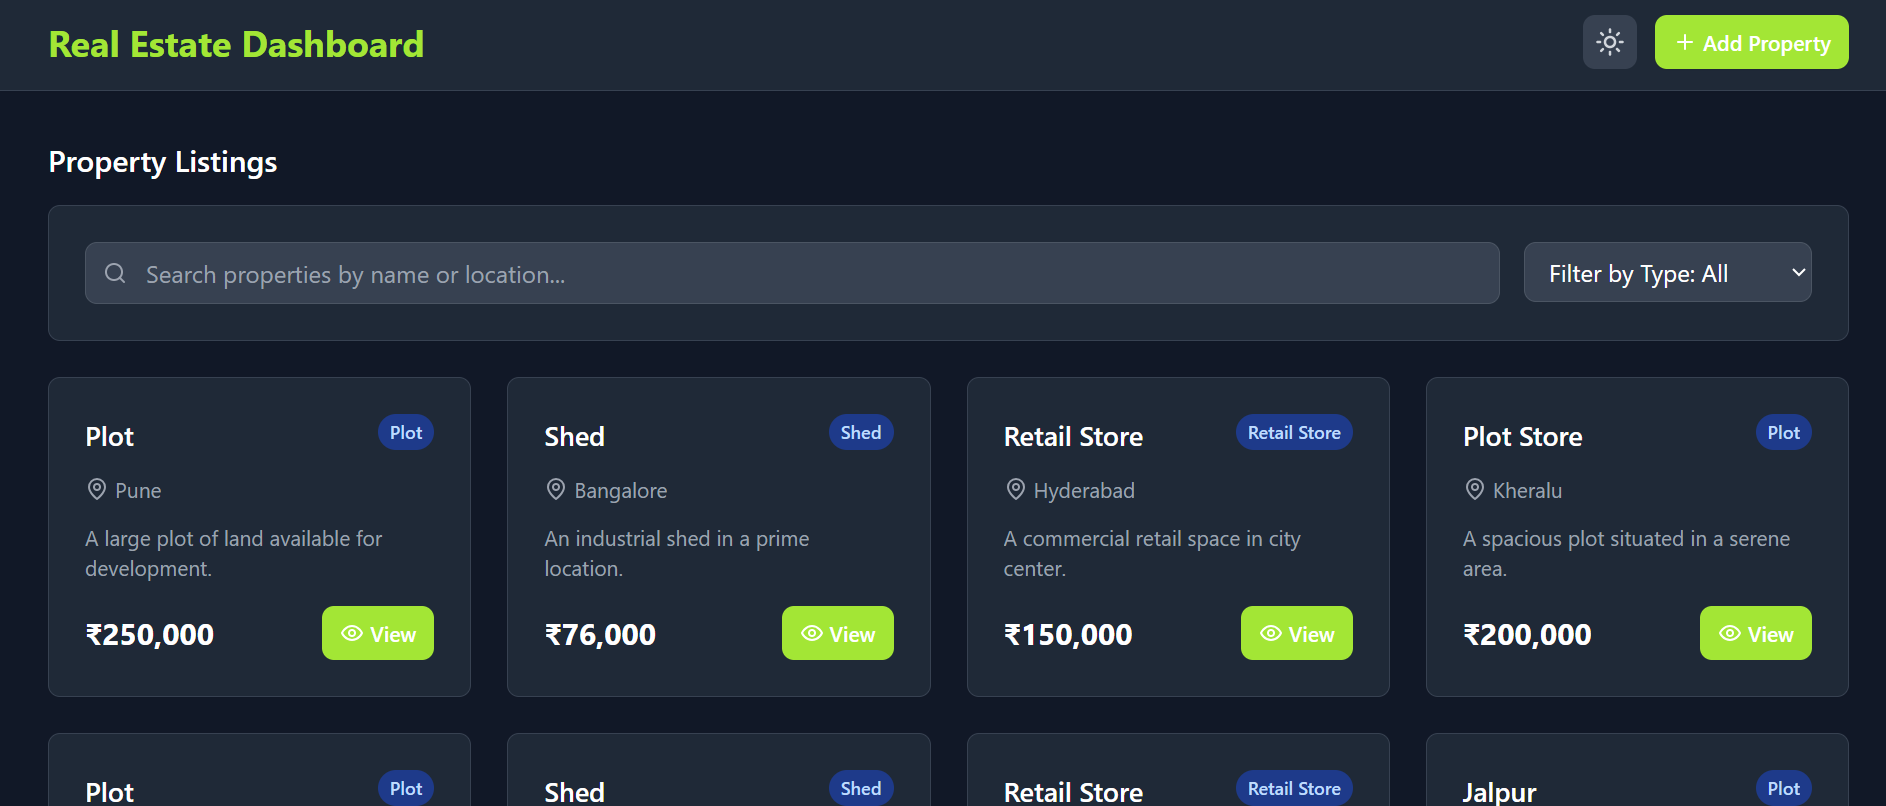 Real Estate Dashboard
Add Property
Property Listings
Search properties by name or location...
Filter by Type: All
Plot
Plot
Pune
A large plot of land available for
development.
₹250,000
View
Shed
Shed
Bangalore
An industrial shed in a prime
location.
₹76,000
View
Retail Store
Retail Store
Hyderabad
A commercial retail space in city
center.
₹150,000
View
Plot Store
Plot
Kheralu
A spacious plot situated in a serene
area.
₹200,000
View
Plot
Plot
Shed
Shed
Retail Store
Retail Store
Jalpur
Plot